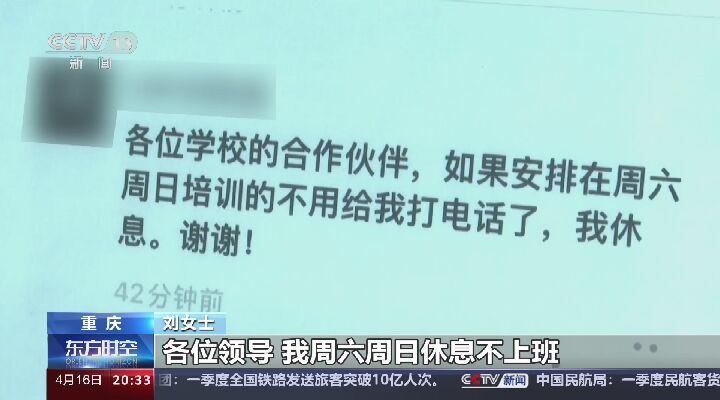 CCTV 13
新闻
各位学校的合作伙伴，如果安排在周六
周日培训的不用给我打电话了，我休
息。谢谢！
42分钟前
重庆
刘女士
东方时空
各位领导 我周六周日休息不上班
4月16日 20:33 团：一季度全国铁路发送旅客突破10亿人次。 CCTV 新闻 中国民航局：一季度民航客货